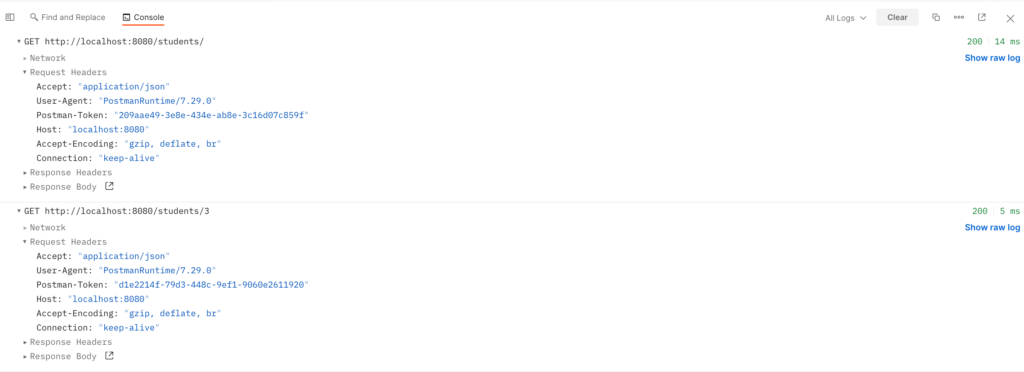 Find and Replace Console All Logs Clear
GET http://localhost:8080/students/ 200 14 ms
Network Show raw log
Request Headers
Accept: "application/json"
User-Agent: "PostmanRuntime/7.29.0"
Postman-Token: "209aae49-3e8e-434e-ab8e-3c16d07c859f"
Host: "localhost:8080"
Accept-Encoding: "gzip, deflate, br"
Connection: "keep-alive"
Response Headers
Response Body
GET http://localhost:8080/students/3 200 5 ms
Network Show raw log
Request Headers
Accept: "application/json"
User-Agent: "PostmanRuntime/7.29.0"
Postman-Token: "d1e2214f-79d3-448c-9ef1-9060e2611920"
Host: "localhost:8080"
Accept-Encoding: "gzip, deflate, br"
Connection: "keep-alive"
Response Headers
Response Body